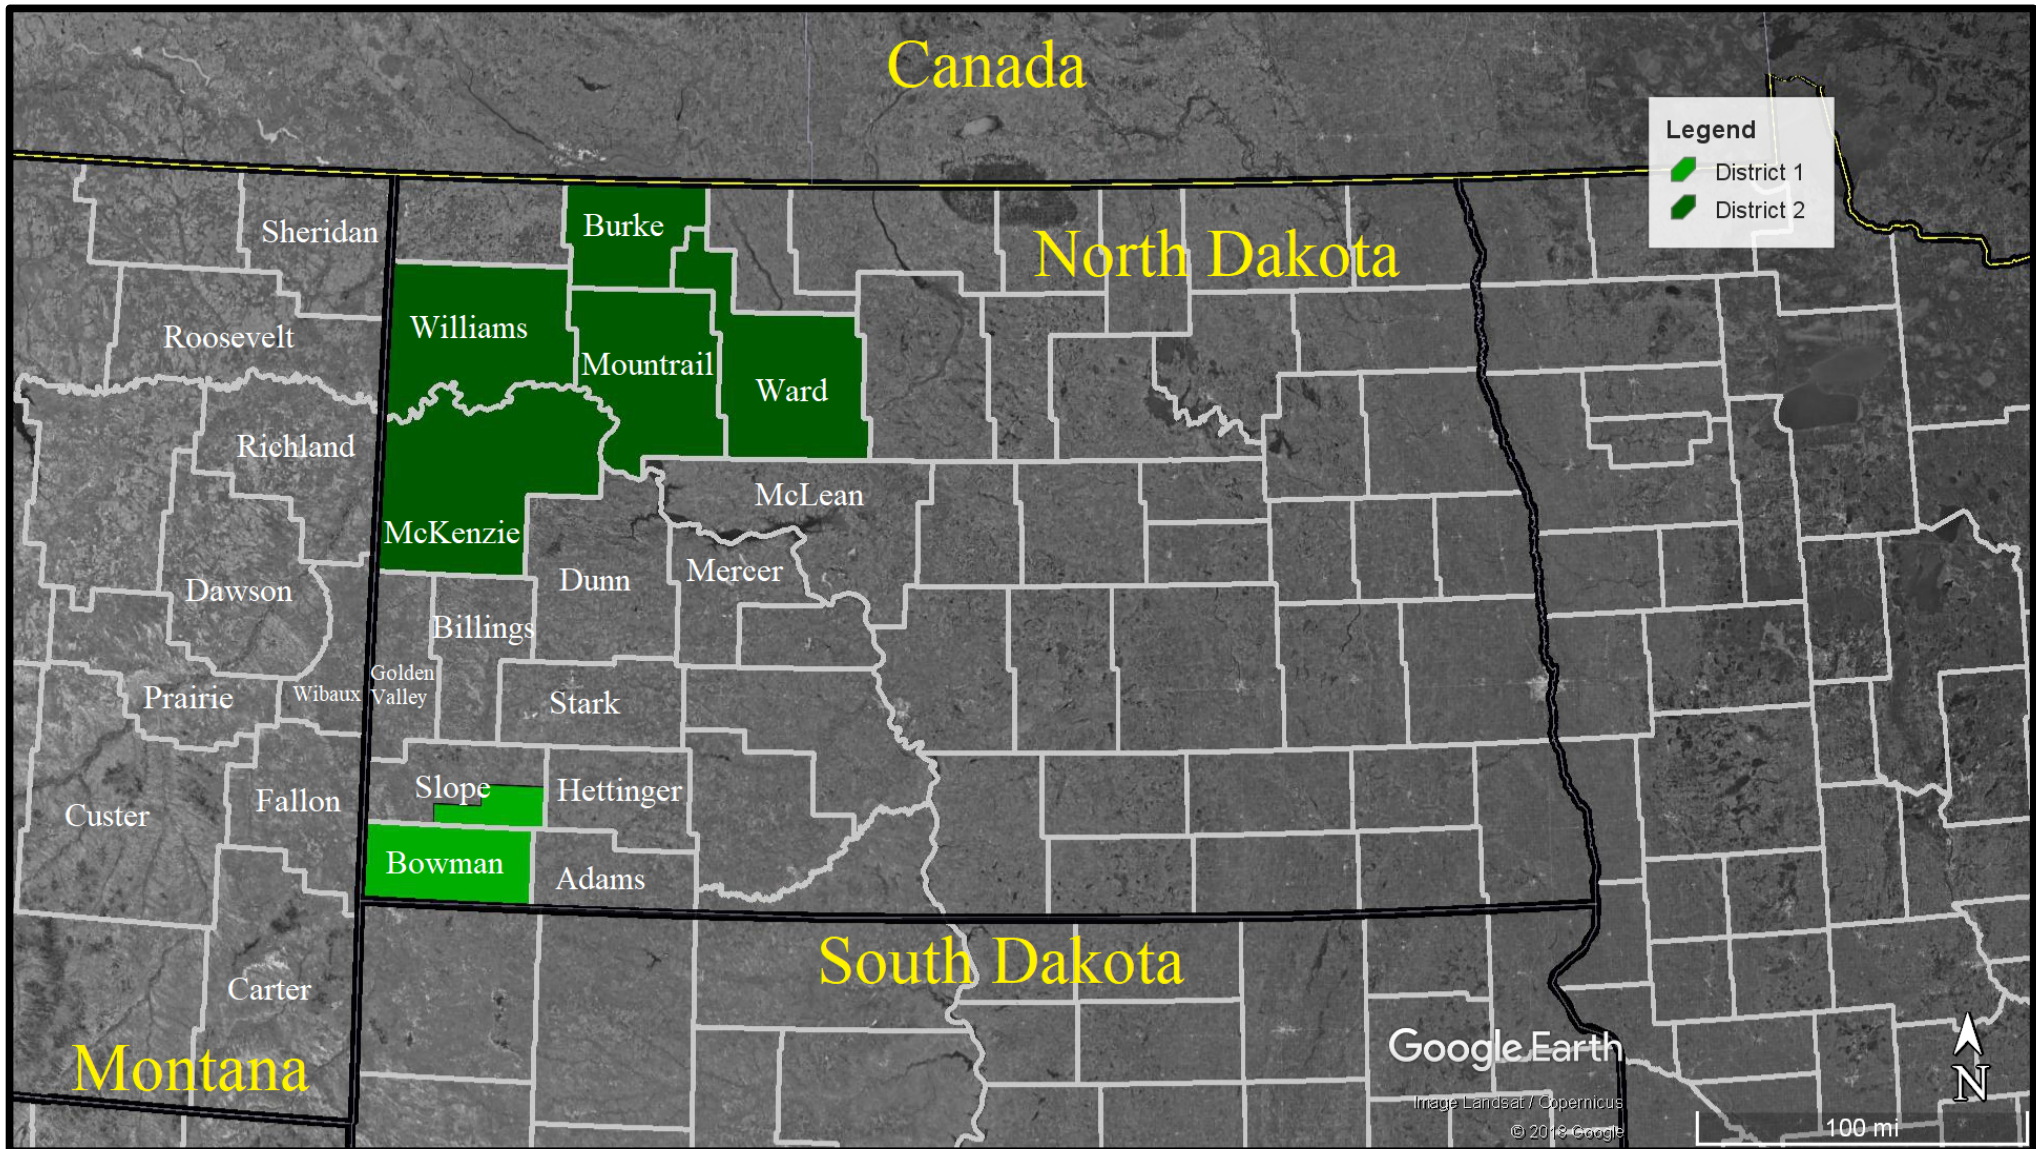 Canada
Legend
District 1
District 2
Burke
Sheridan
North Dakota
Williams
Roosevelt
Mountrail
Ward
Richland
McLean
McKenzie
Mercer
Dunn
Dawson
Billings
Golden
Valley
Wibaux
Prairie
Stark
Slope
Hettinger
Fallon
Custer
Bowman
Adams
South Dakota
Carter
Montana
Google Earth
N
Image Landsat / Copernicus
© 2018 Google
100 mi